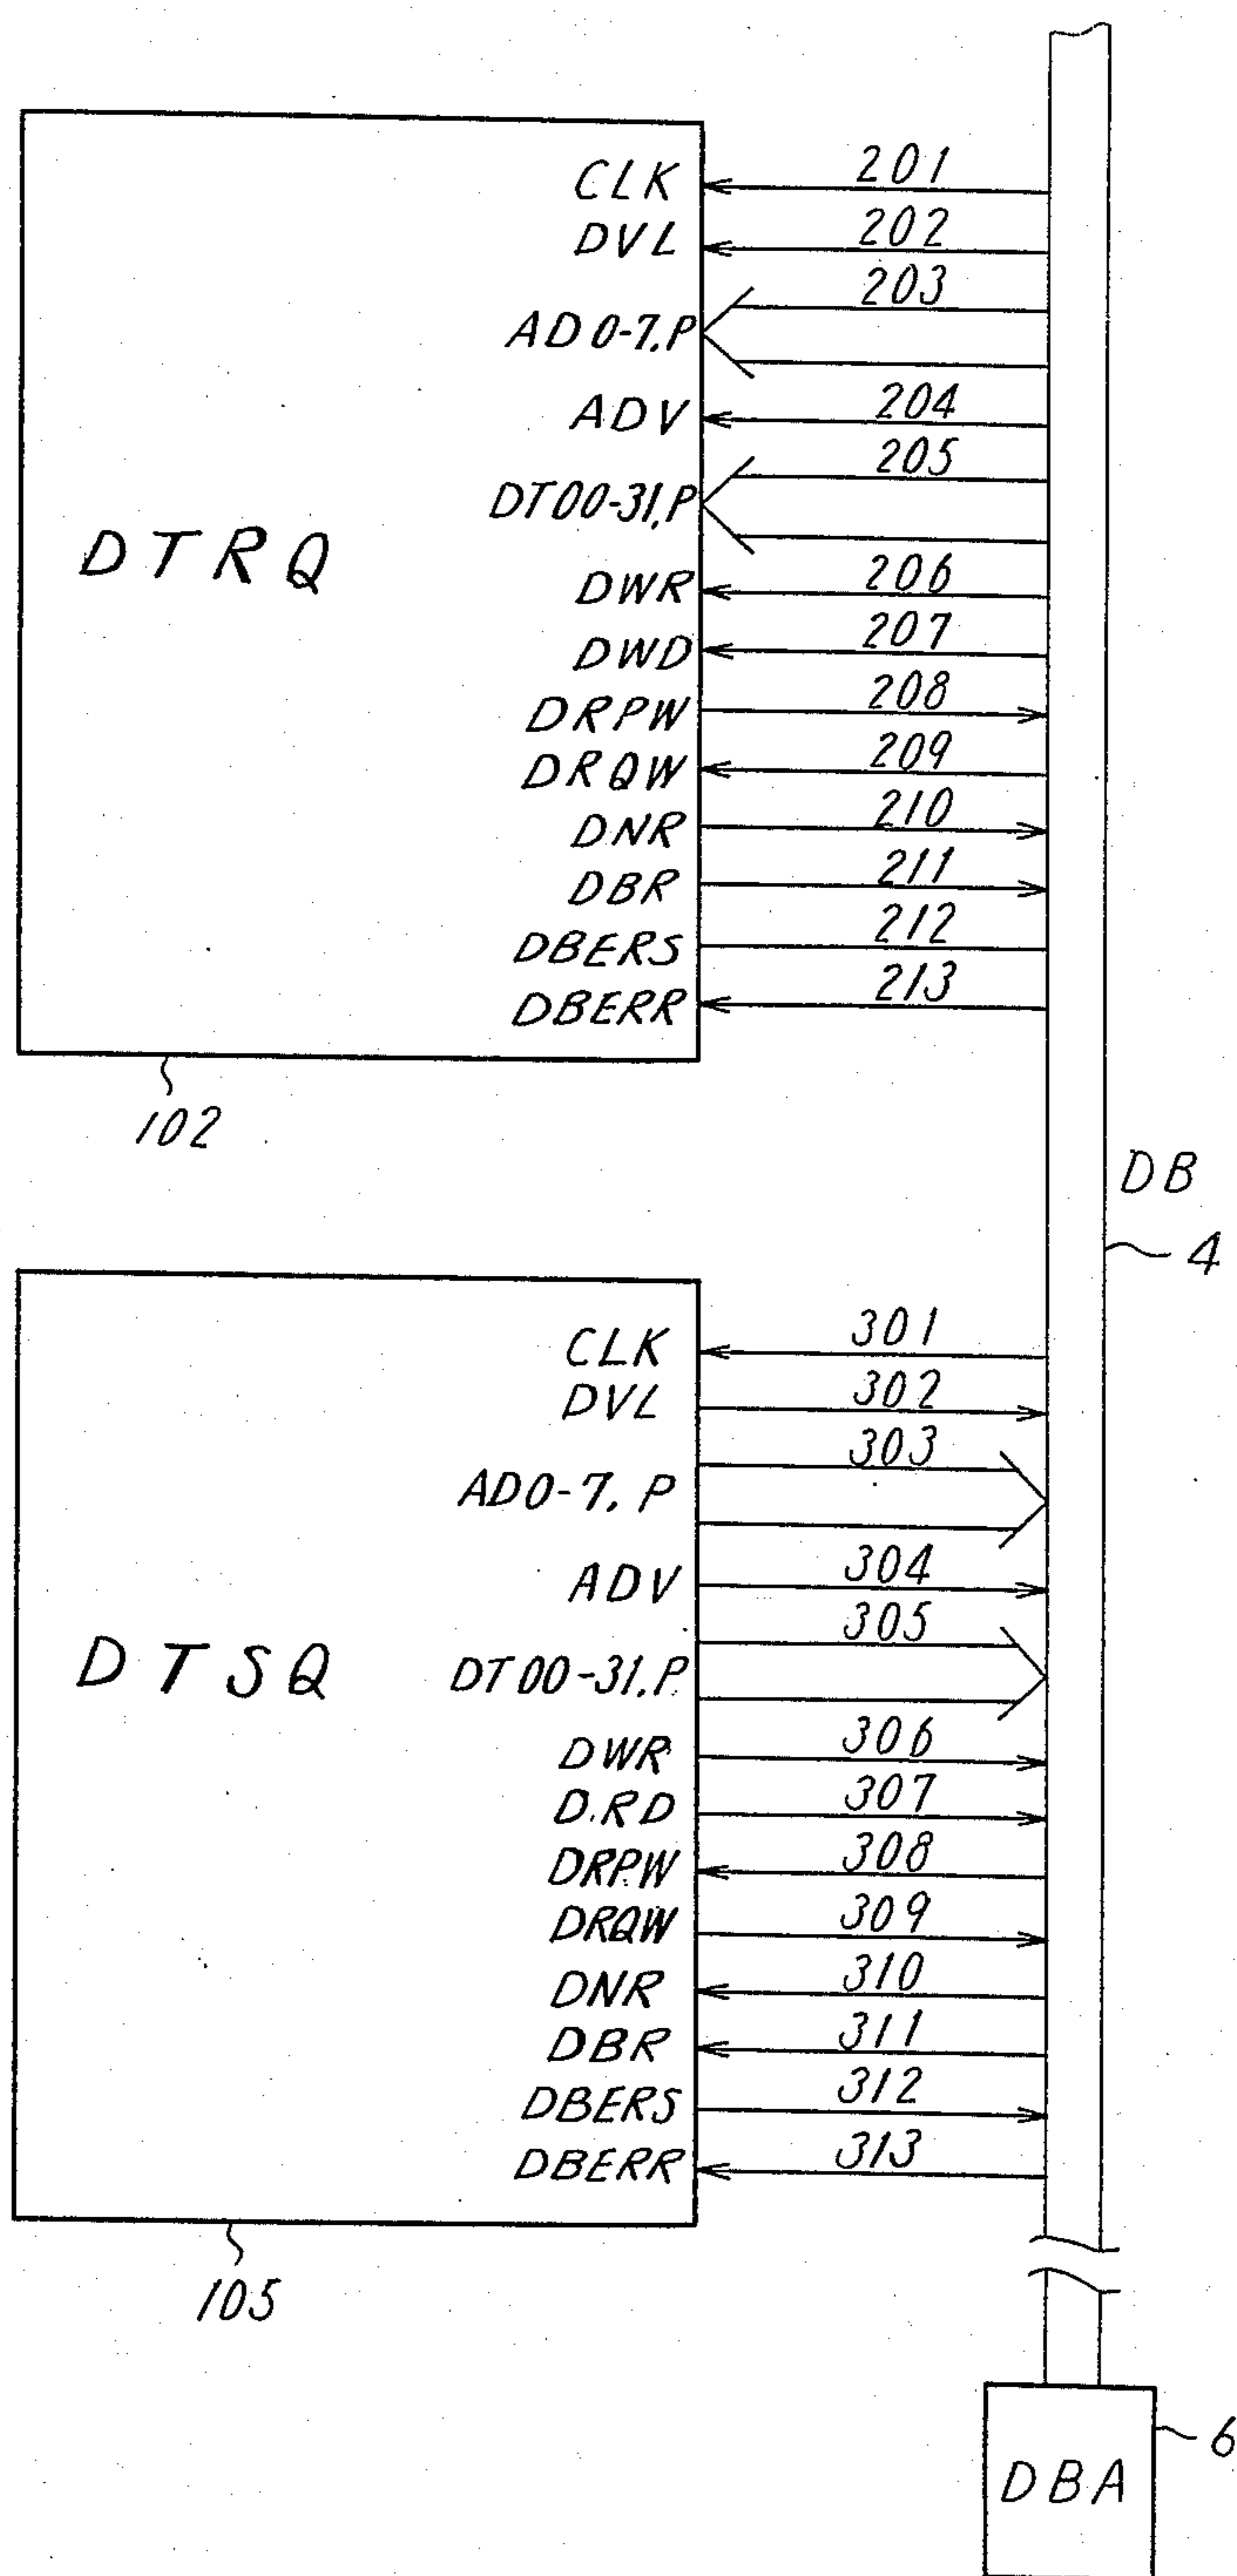 CLK 201
DVL 202
AD0-7.P 203
ADV 204
DT00-31.P 205
DTRQ
DWR 206
DWD 207
DRPW 208
DRQW 209
DNR 210
DBR 211
DBERS 212
DBERR 213
102
DB
4
CLK 301
DVL 302
AD0-7.P 303
ADV 304
DT00-31.P 305
DTSQ
DWR 306
D.RD 307
DRPW 308
DRQW 309
DNR 310
DBR 311
DBERS 312
DBERR 313
105
6
DBA